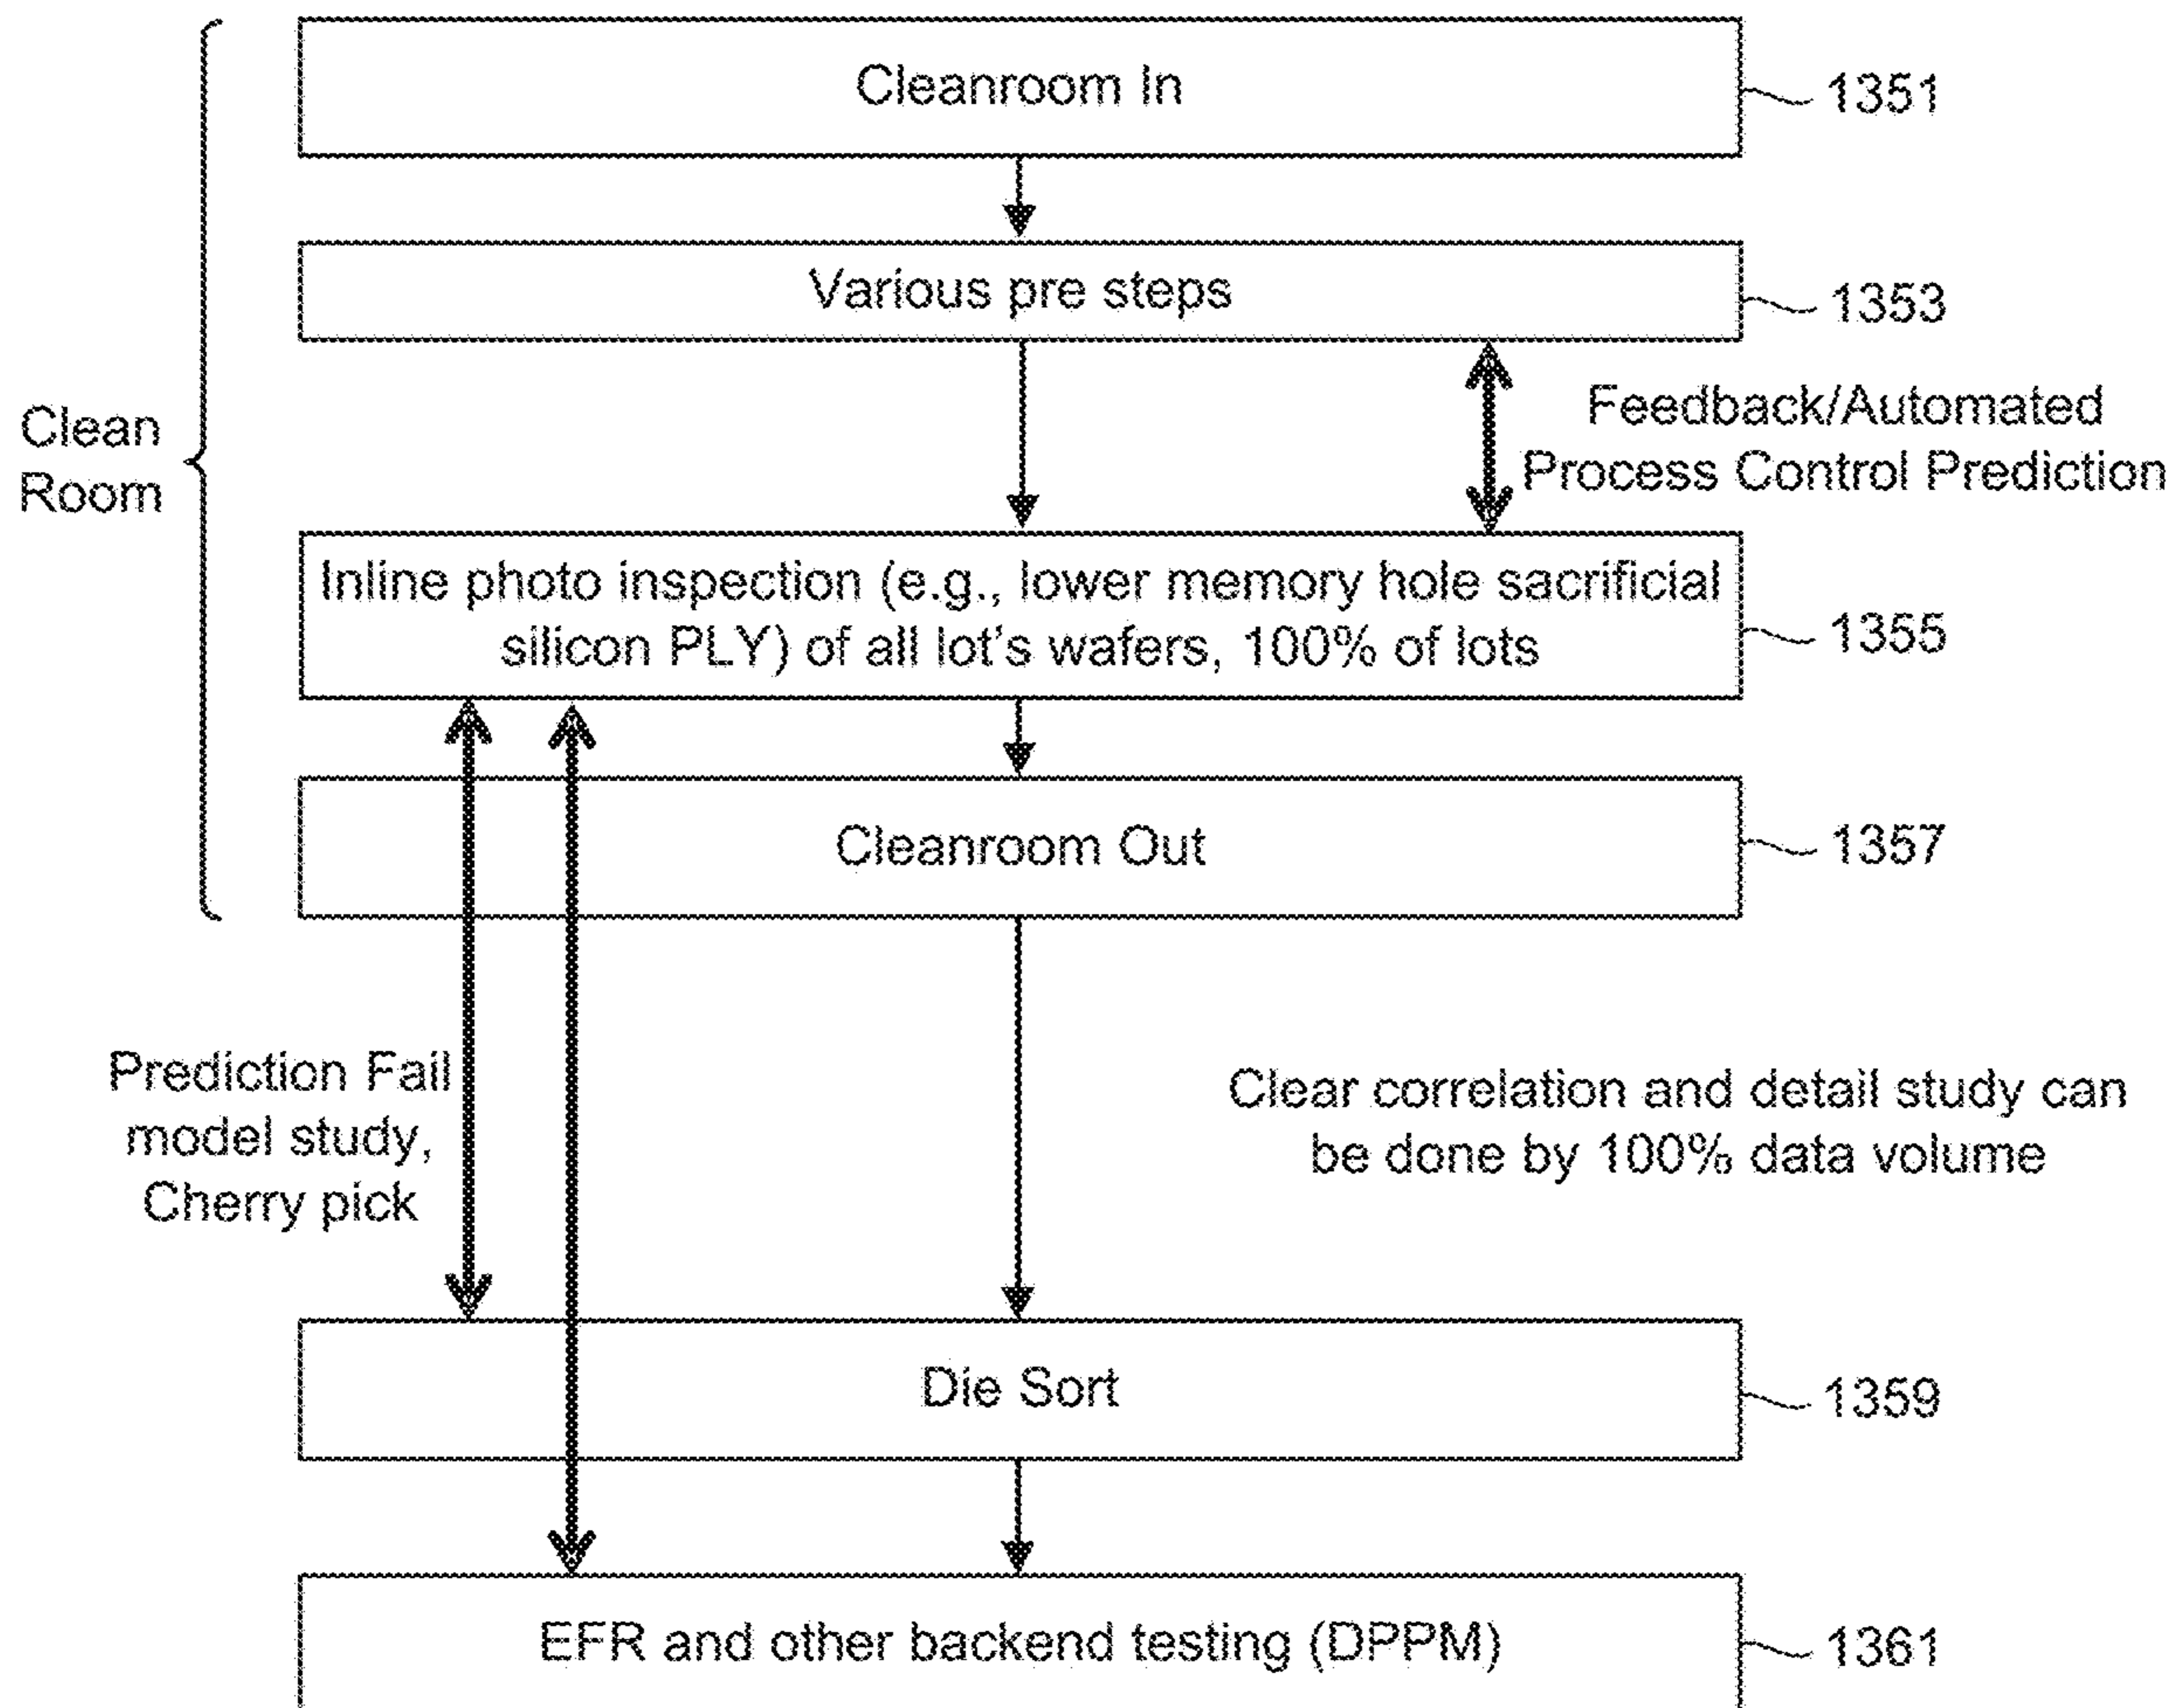 Cleanroom In
1351
Various pre steps
1353
Clean
Room
Feedback/Automated
Process Control Prediction
Inline photo inspection (e.g., lower memory hole sacrificial
silicon PLY) of all lot's wafers, 100% of lots
1355
Cleanroom Out
1357
Prediction Fail
model study,
Cherry pick
Clear correlation and detail study can
be done by 100% data volume
Die Sort
1359
EFR and other backend testing (DPPM)
1361